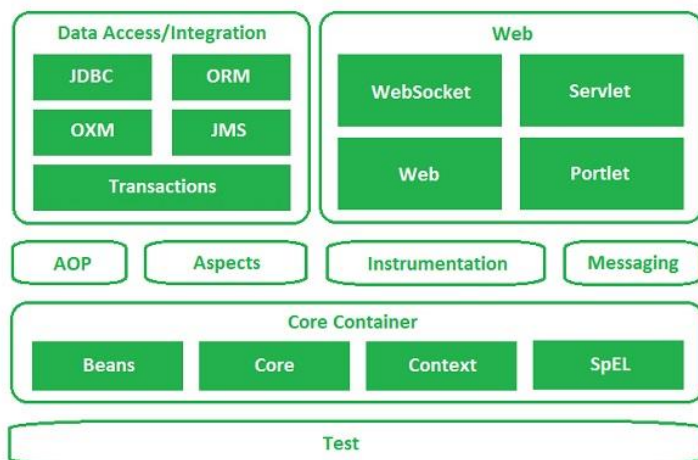 Data Access/Integration
JDBC ORM
OXM JMS
Transactions
Web
WebSocket Servlet
Web Portlet
AOP Aspects Instrumentation Messaging
Core Container
Beans Core Context SpEL
Test